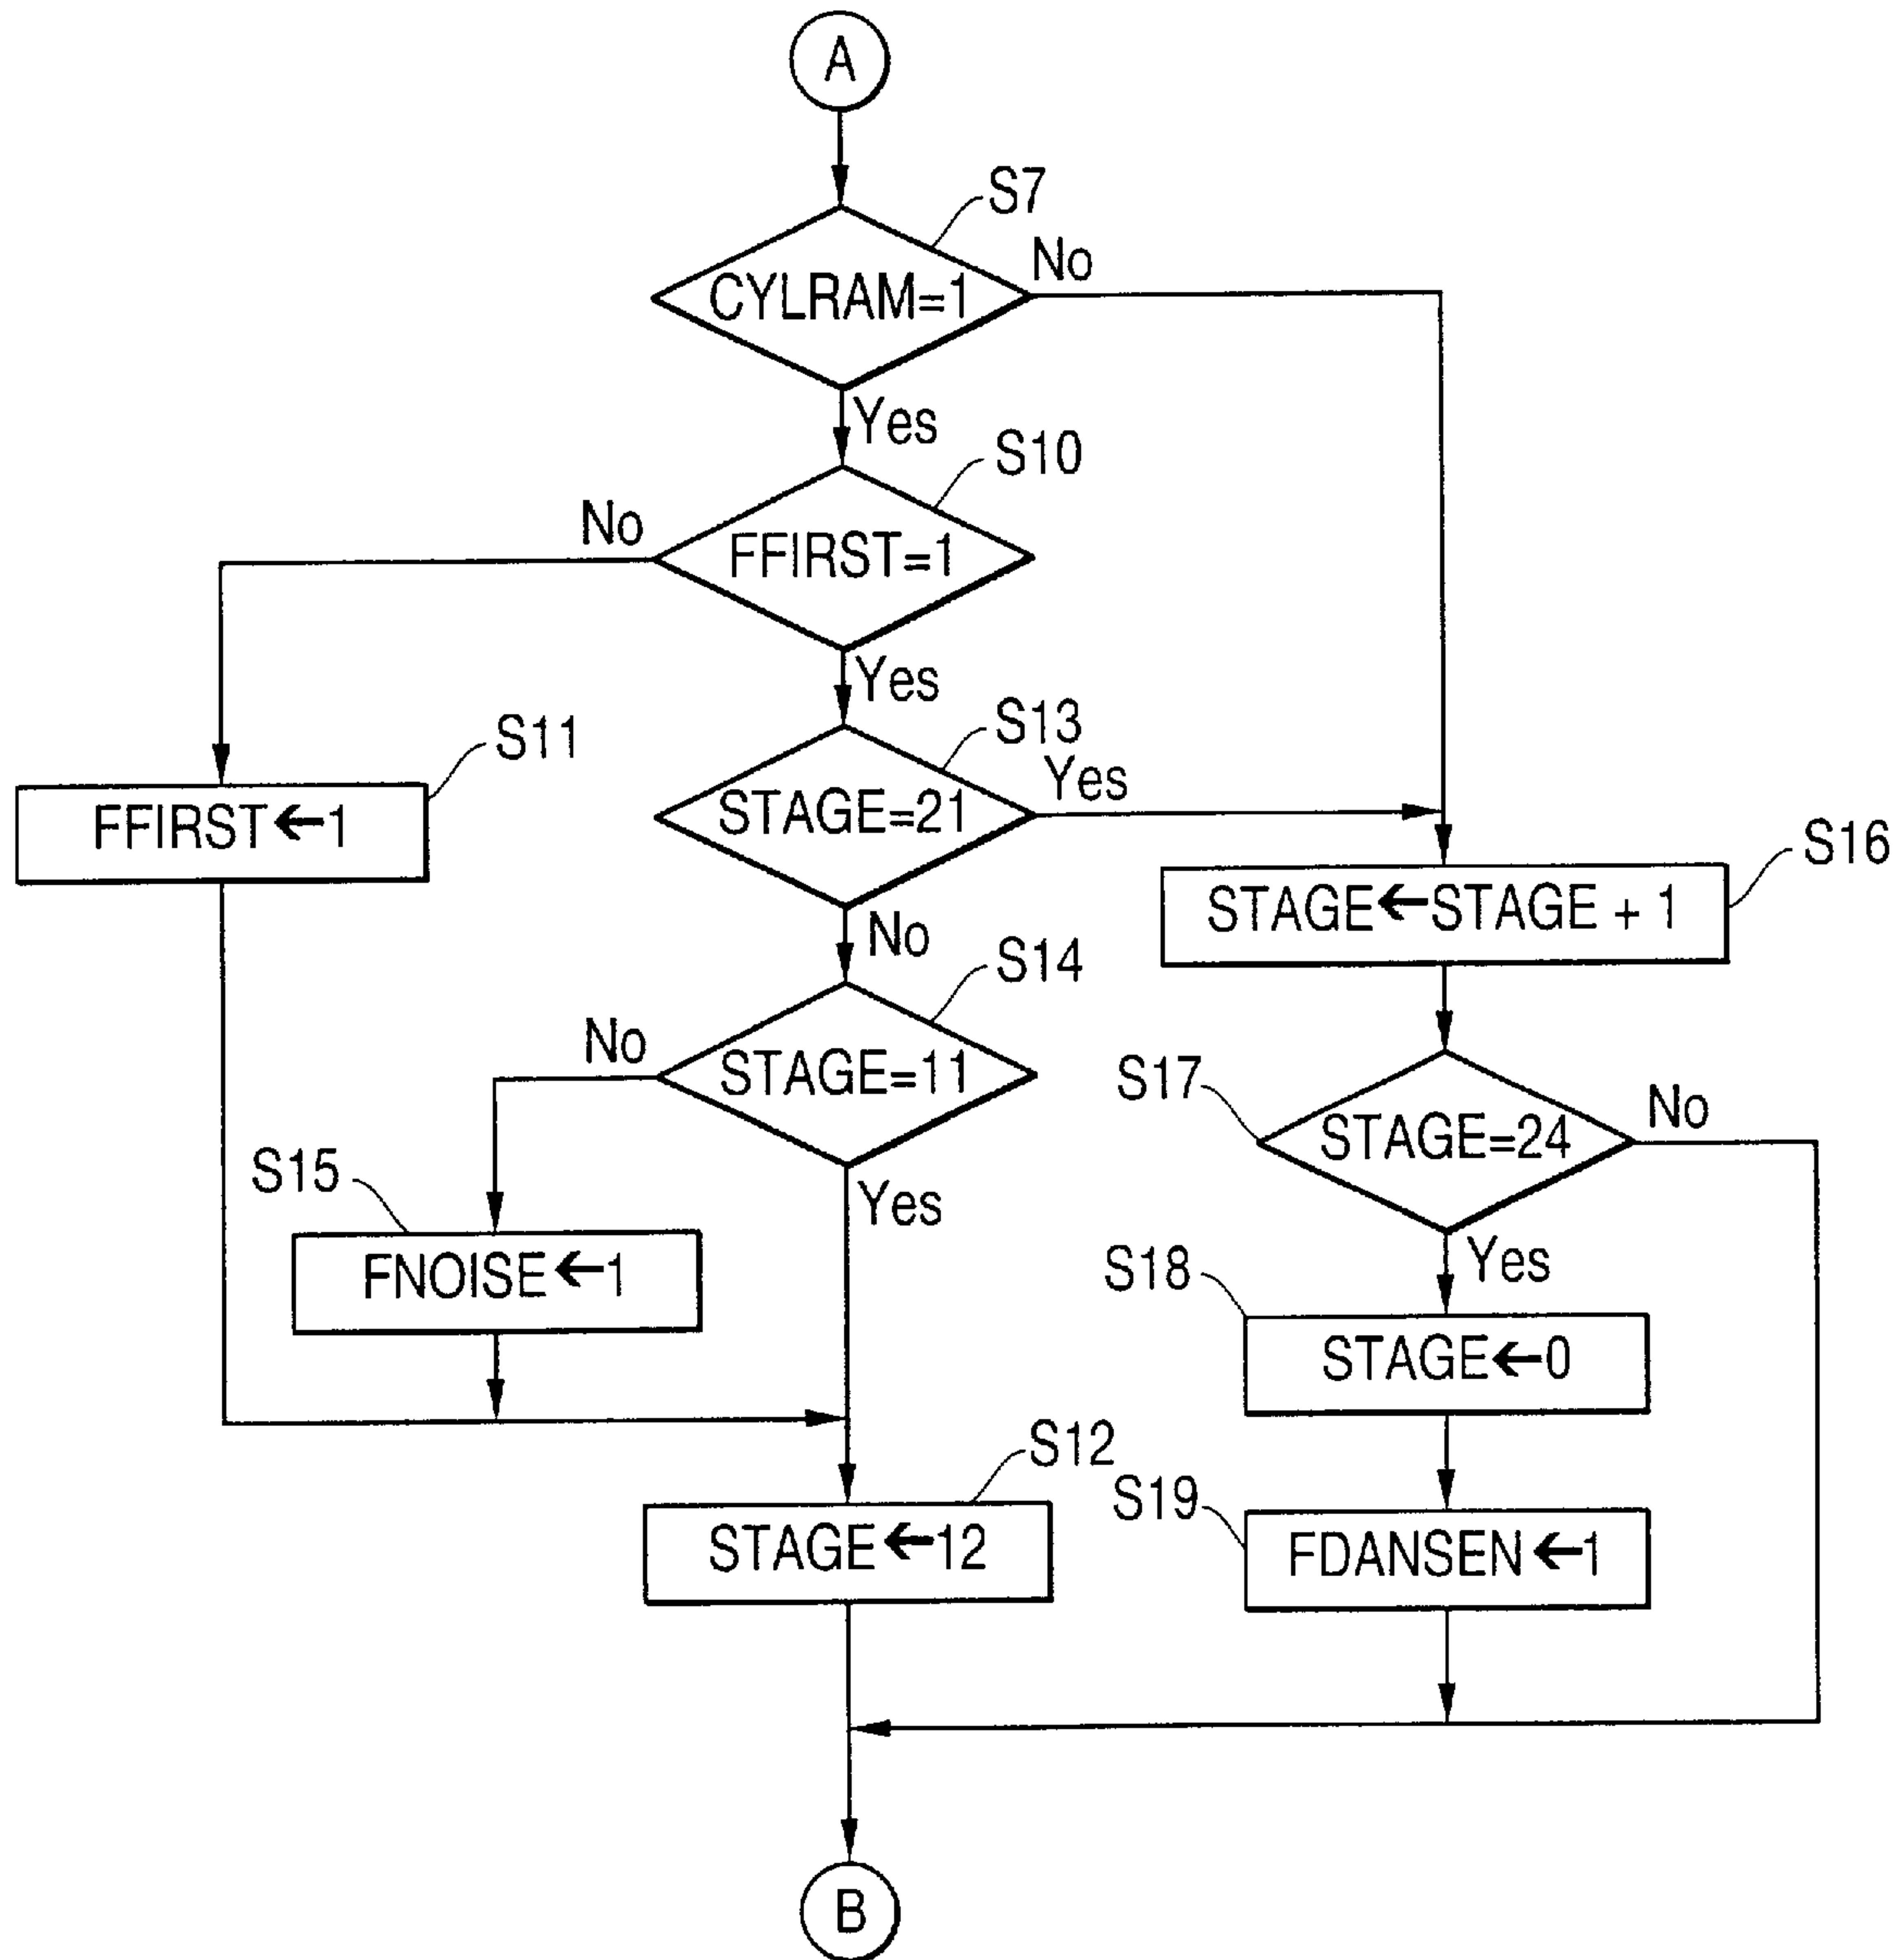 A
S7
CYLRAM=1
No
Yes
S10
No
FFIRST=1
Yes
S11
FFIRST←1
S13
STAGE=21
Yes
No
S16
STAGE←STAGE + 1
S14
No
STAGE=11
Yes
S17
STAGE=24
No
Yes
S15
FNOISE←1
S18
STAGE←0
S12
STAGE←12
S19
FDANSEN←1
B